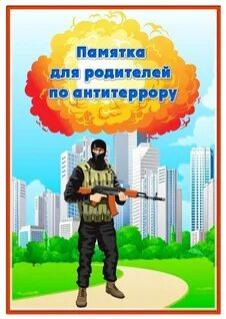 Памятка
для родителей
по антитеррору